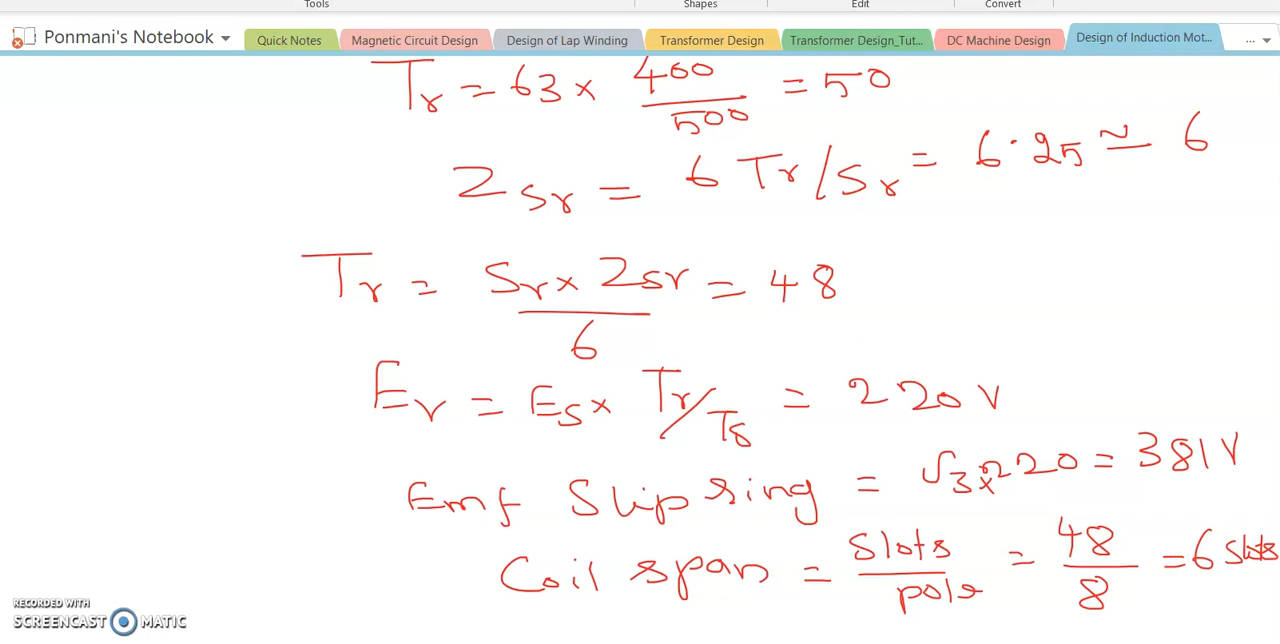 Tools Shapes Edit Convert
Ponmani's Notebook
Quick Notes Magnetic Circuit Design Design of Lap Winding Transformer Design Transformer Design_Tut... DC Machine Design Design of Induction Mot... ...
Tr = 63 × 400/500 = 50
Zsr = 6 Tr/Sr = 6.25 ≃ 6
Tr = Sr × Zsr/6 = 48
Er = Es × Tr/Ts = 220 V
Emf Slip ring = √3 × 220 = 381 V
Coil span = Slots/pole = 48/8 = 6 slots
RECORDED WITH
SCREENCAST MATIC